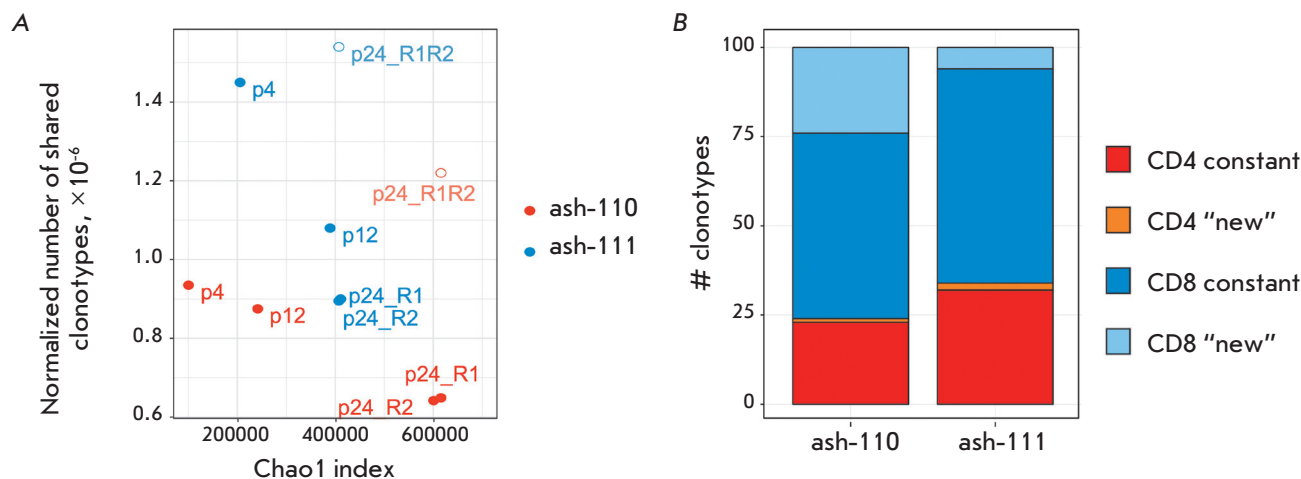 A
Normalized number of shared
clonotypes, ×10-6
1.4
1.2
1.0
0.8
0.6
200000
400000
600000
Chao1 index
p24_R1R2
p4
p24_R1R2
p12
p24_R1
p24_R2
p4
p12
p24_R1
p24_R2
ash-110
ash-111
B
# clonotypes
100
75
50
25
0
ash-110
ash-111
CD4 constant
CD4 “new”
CD8 constant
CD8 “new”